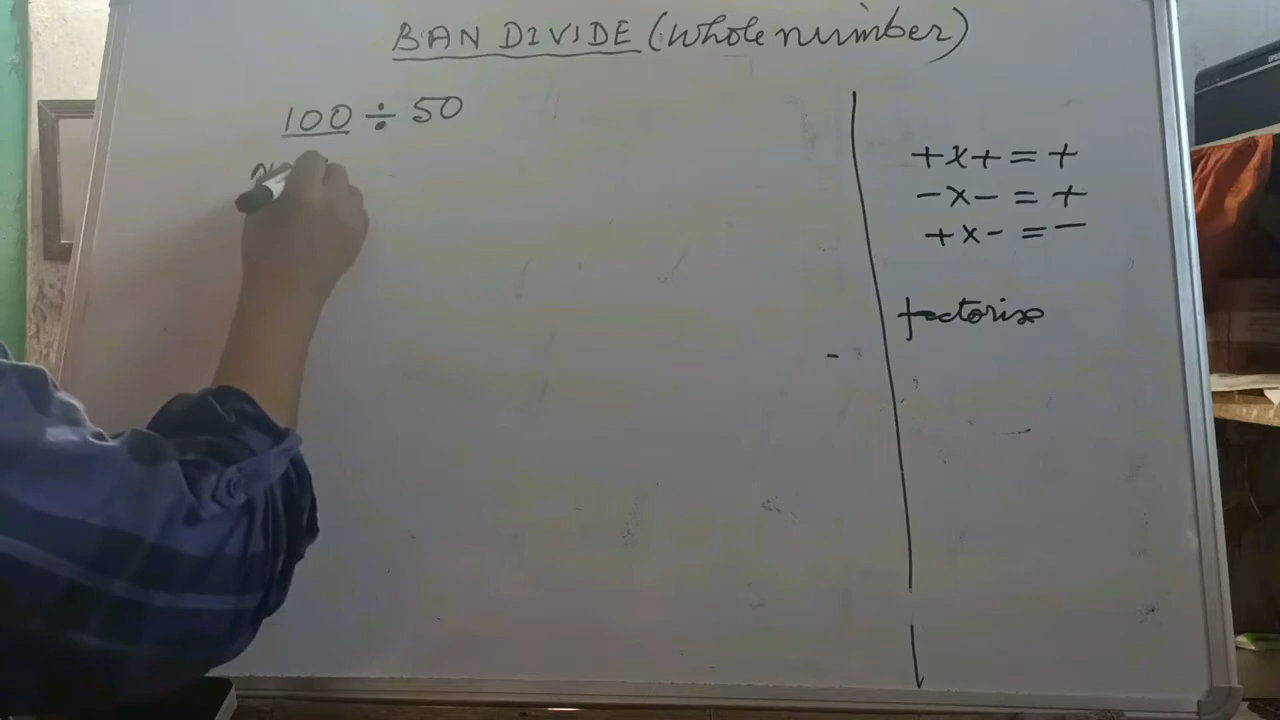 BAN DIVIDE (Whole number)
100 ÷ 50
+x+ = +
-x- = +
+x- = -
factorise